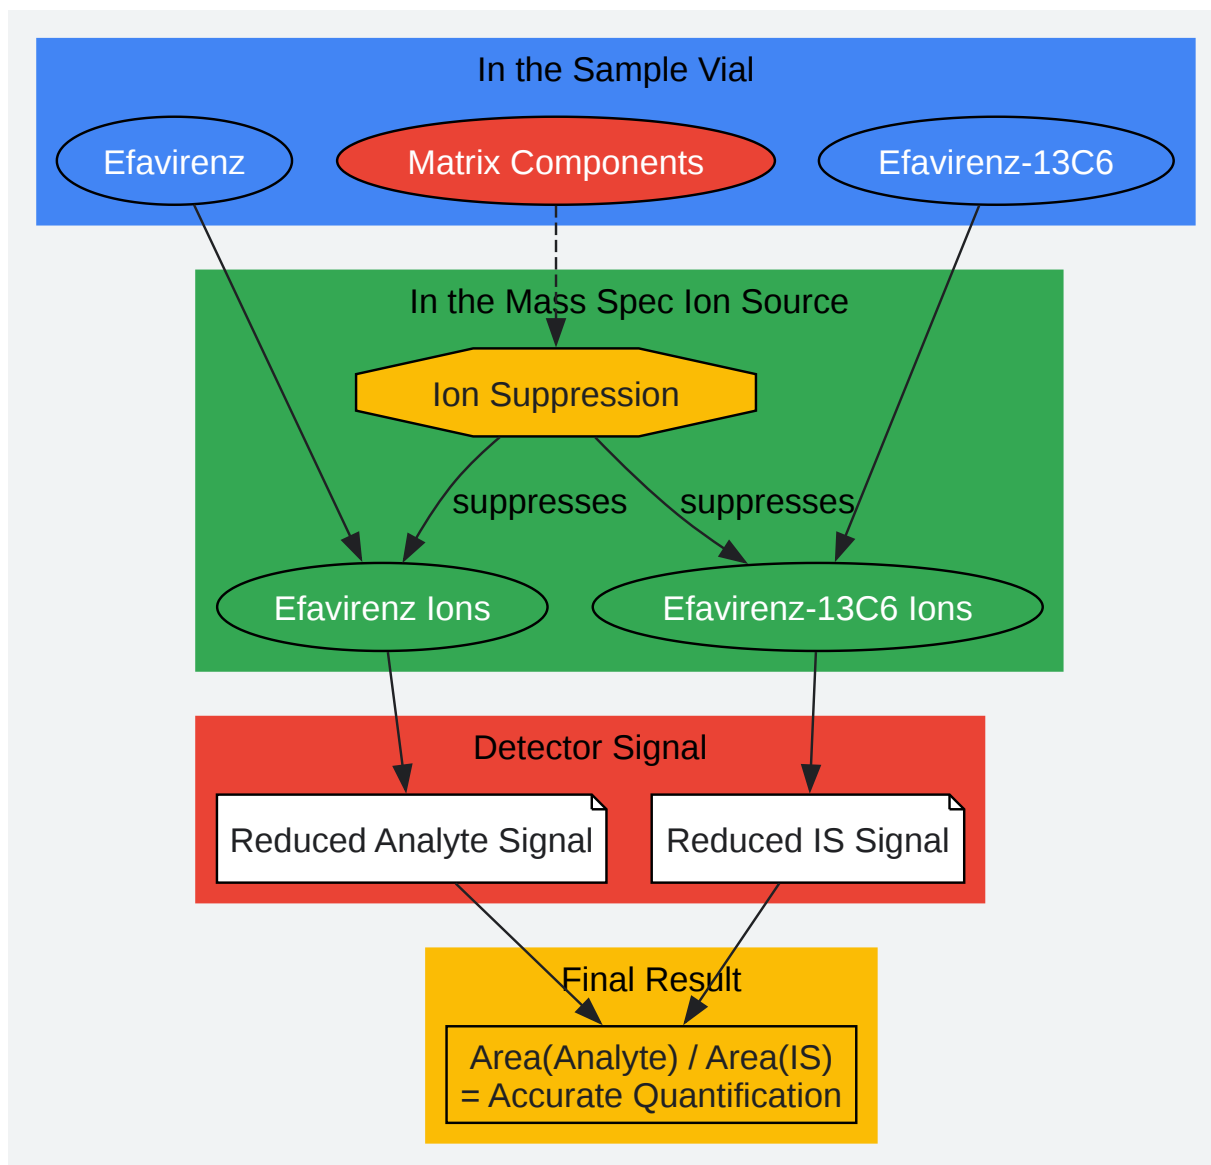 In the Sample Vial
Efavirenz
Matrix Components
Efavirenz-13C6
In the Mass Spec Ion Source
Ion Suppression
suppresses
suppresses
Efavirenz Ions
Efavirenz-13C6 Ions
Detector Signal
Reduced Analyte Signal
Reduced IS Signal
Final Result
Area(Analyte) / Area(IS)
= Accurate Quantification